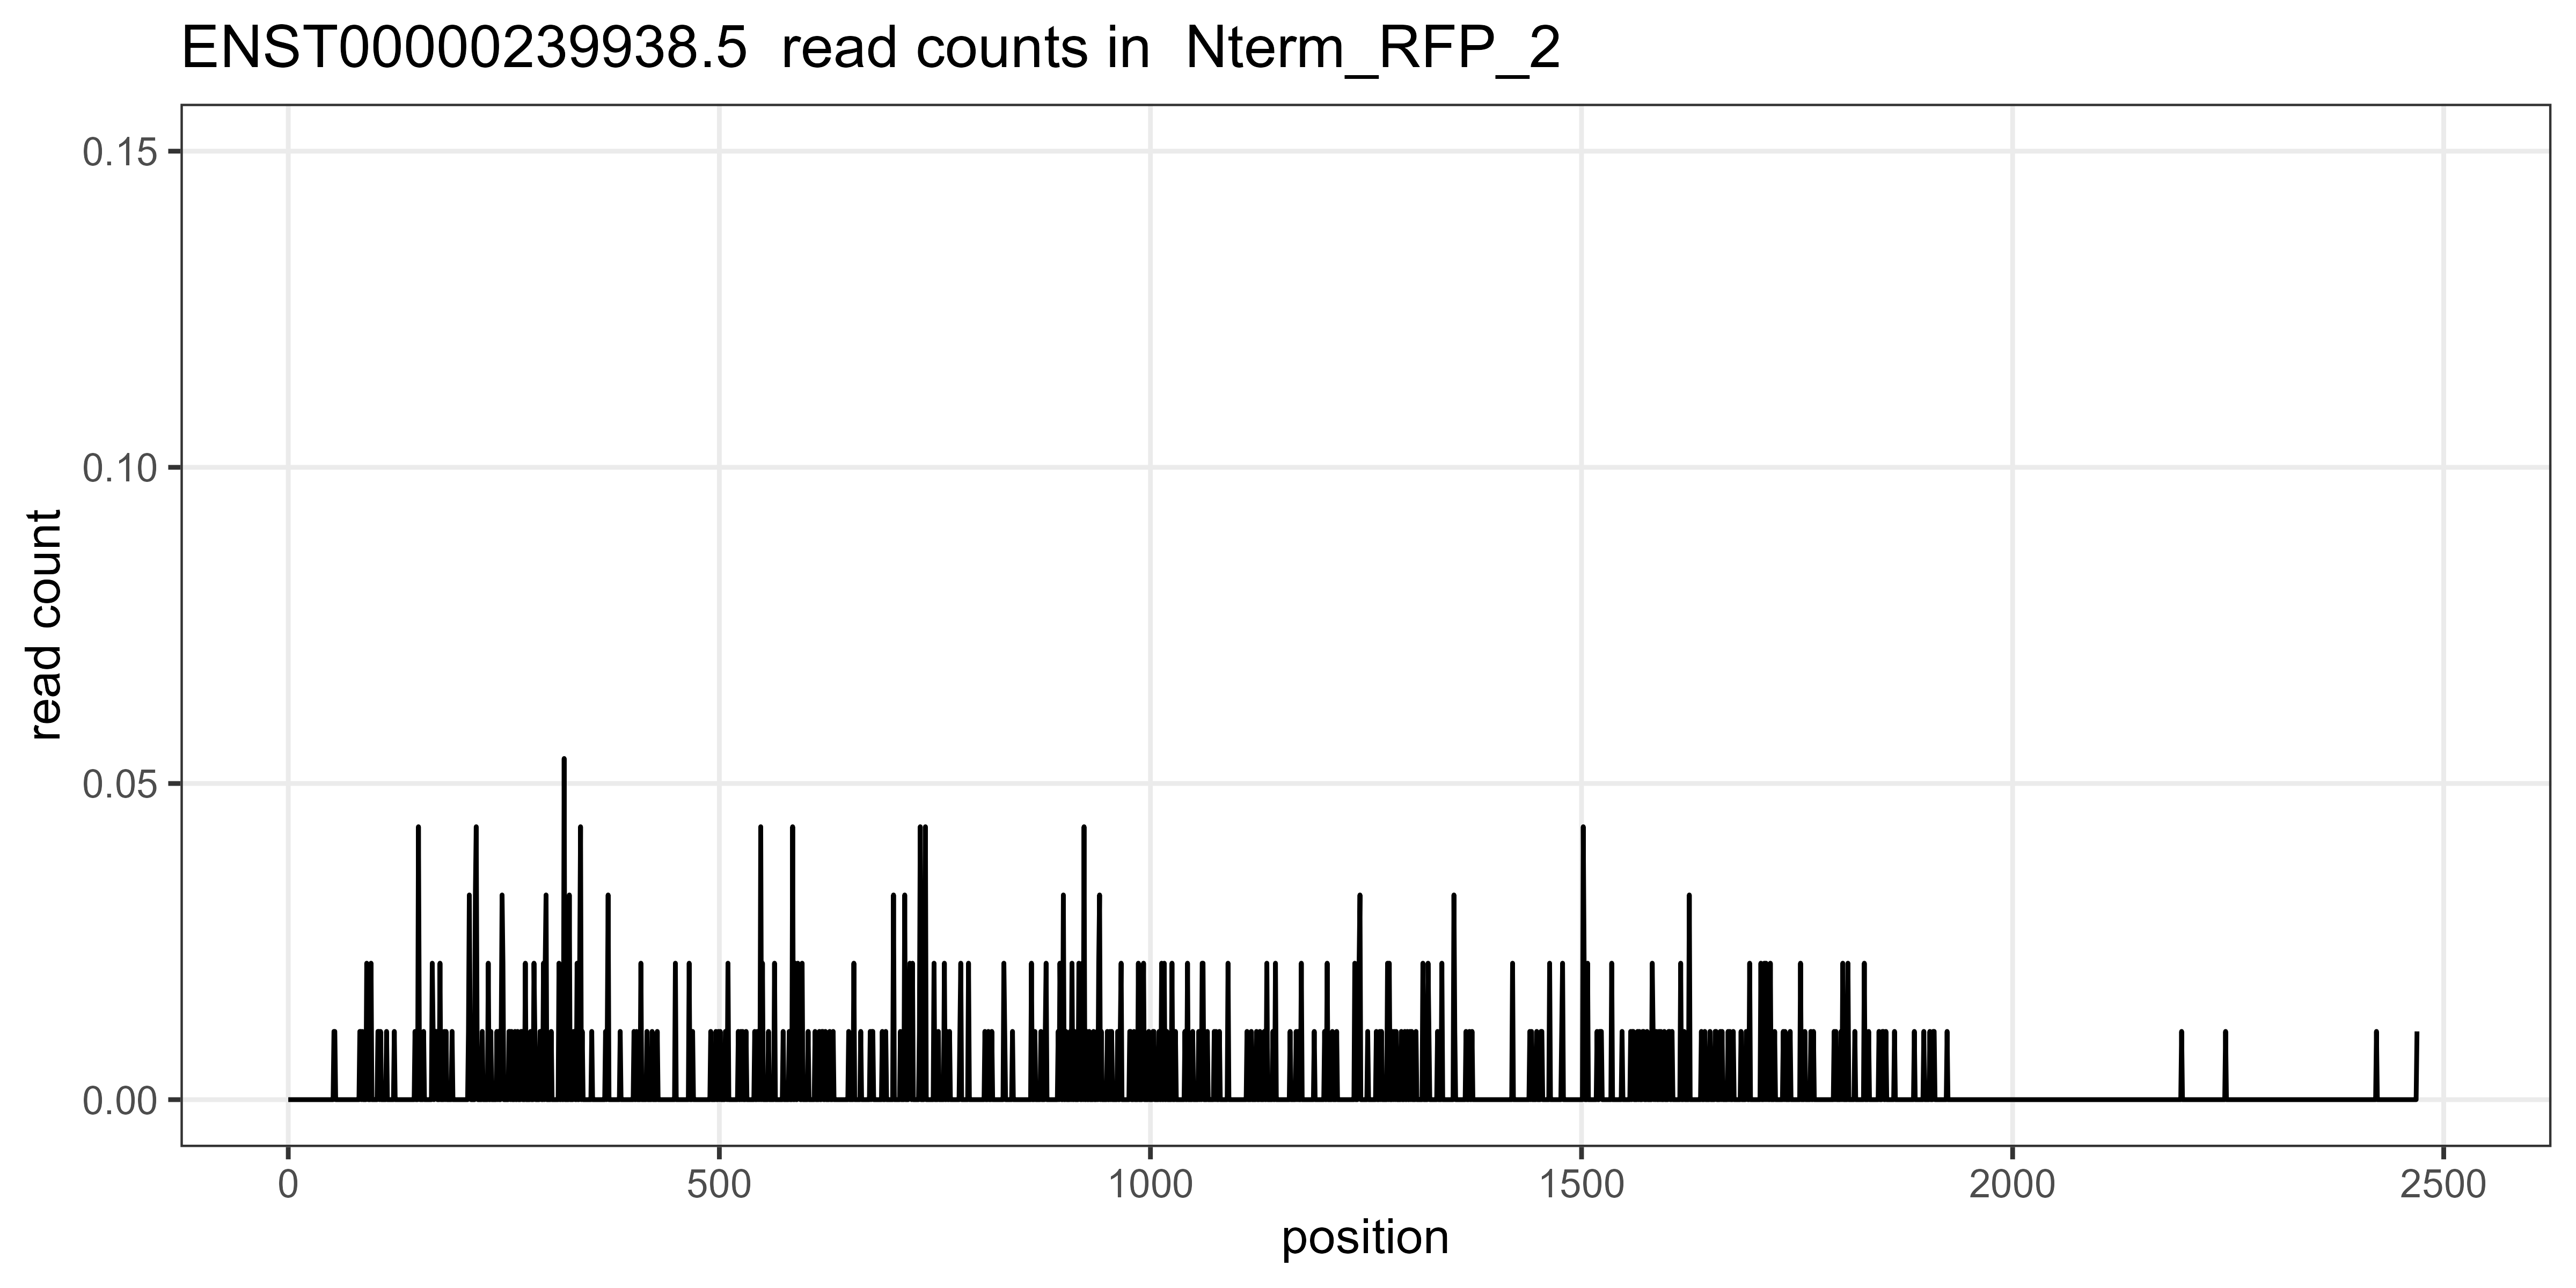 ENST00000239938.5  read counts in  Nterm_RFP_2
0.15
0.10
0.05
0.00
read count
0 500 1000 1500 2000 2500
position